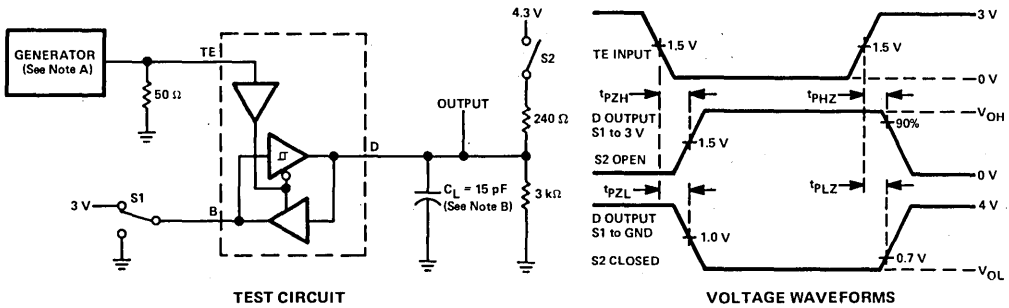 GENERATOR
(See Note A)
50 Ω
TE
3 V
S1
B
D
OUTPUT
C_L = 15 pF
(See Note B)
4.3 V
S2
240 Ω
3 kΩ
TEST CIRCUIT
TE INPUT
1.5 V
1.5 V
3 V
0 V
t_PZH
t_PHZ
D OUTPUT
S1 to 3 V
S2 OPEN
1.5 V
90%
V_OH
0 V
t_PZL
t_PLZ
D OUTPUT
S1 to GND
S2 CLOSED
1.0 V
0.7 V
4 V
V_OL
VOLTAGE WAVEFORMS